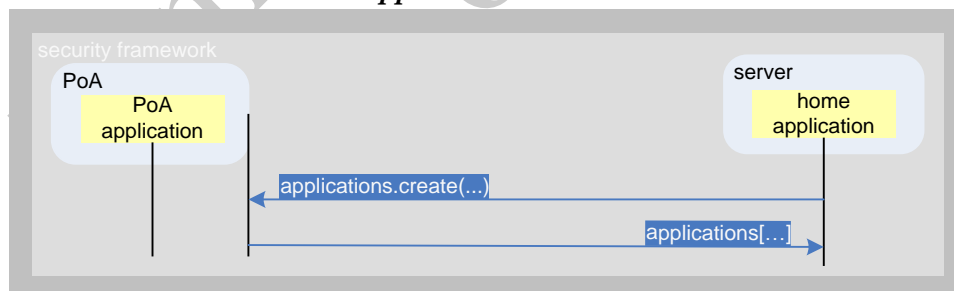 security framework
PoA
PoA
application
server
home
application
applications.create(...)
applications[…]